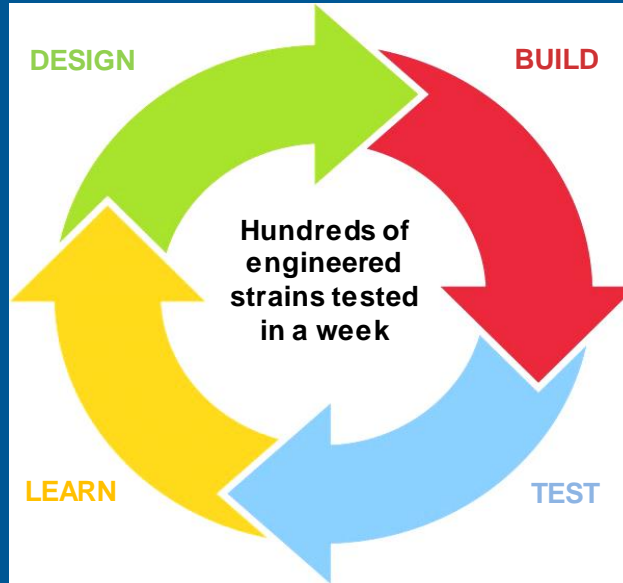 DESIGN
BUILD
Hundreds of
engineered
strains tested
in a week
LEARN
TEST